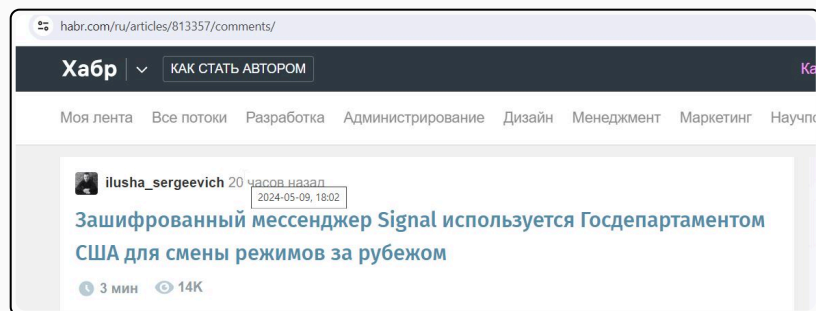 habr.com/ru/articles/813357/comments/
Хабр КАК СТАТЬ АВТОРОМ
Моя лента Все потоки Разработка Администрирование Дизайн Менеджмент Маркетинг
ilusha_sergeevich 20 часов назад
2024-05-09, 18:02
Зашифрованный мессенджер Signal используется Госдепартаментом
США для смены режимов за рубежом
3 мин 14K